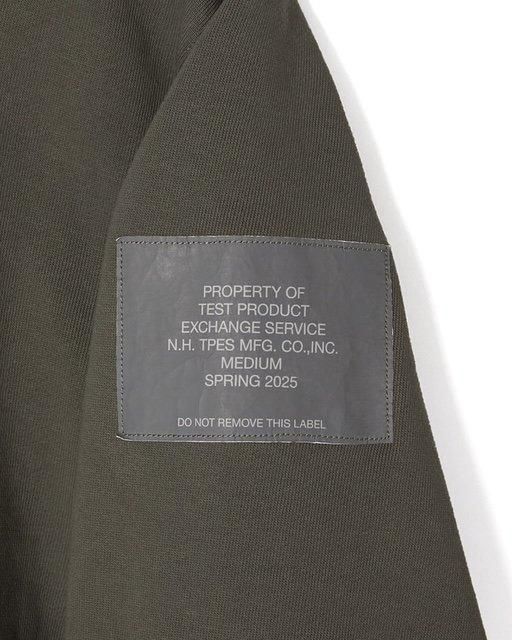 PROPERTY OF
TEST PRODUCT
EXCHANGE SERVICE
N.H. TPES MFG. CO.,INC.
MEDIUM
SPRING 2025
DO NOT REMOVE THIS LABEL